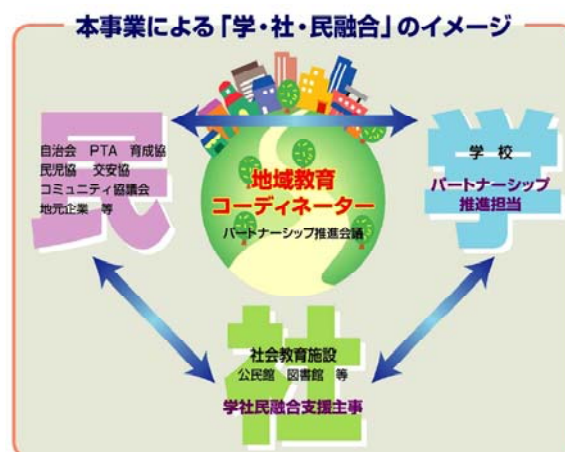 本事業による「学・社・民融合」のイメージ
民
自治会 PTA 育成協
民児協 交安協
コミュニティ協議会
地元企業 等
地域教育
コーディネーター
パートナーシップ推進会議
学
学校
パートナーシップ
推進担当
社
社会教育施設
公民館 図書館 等
学社民融合支援主事